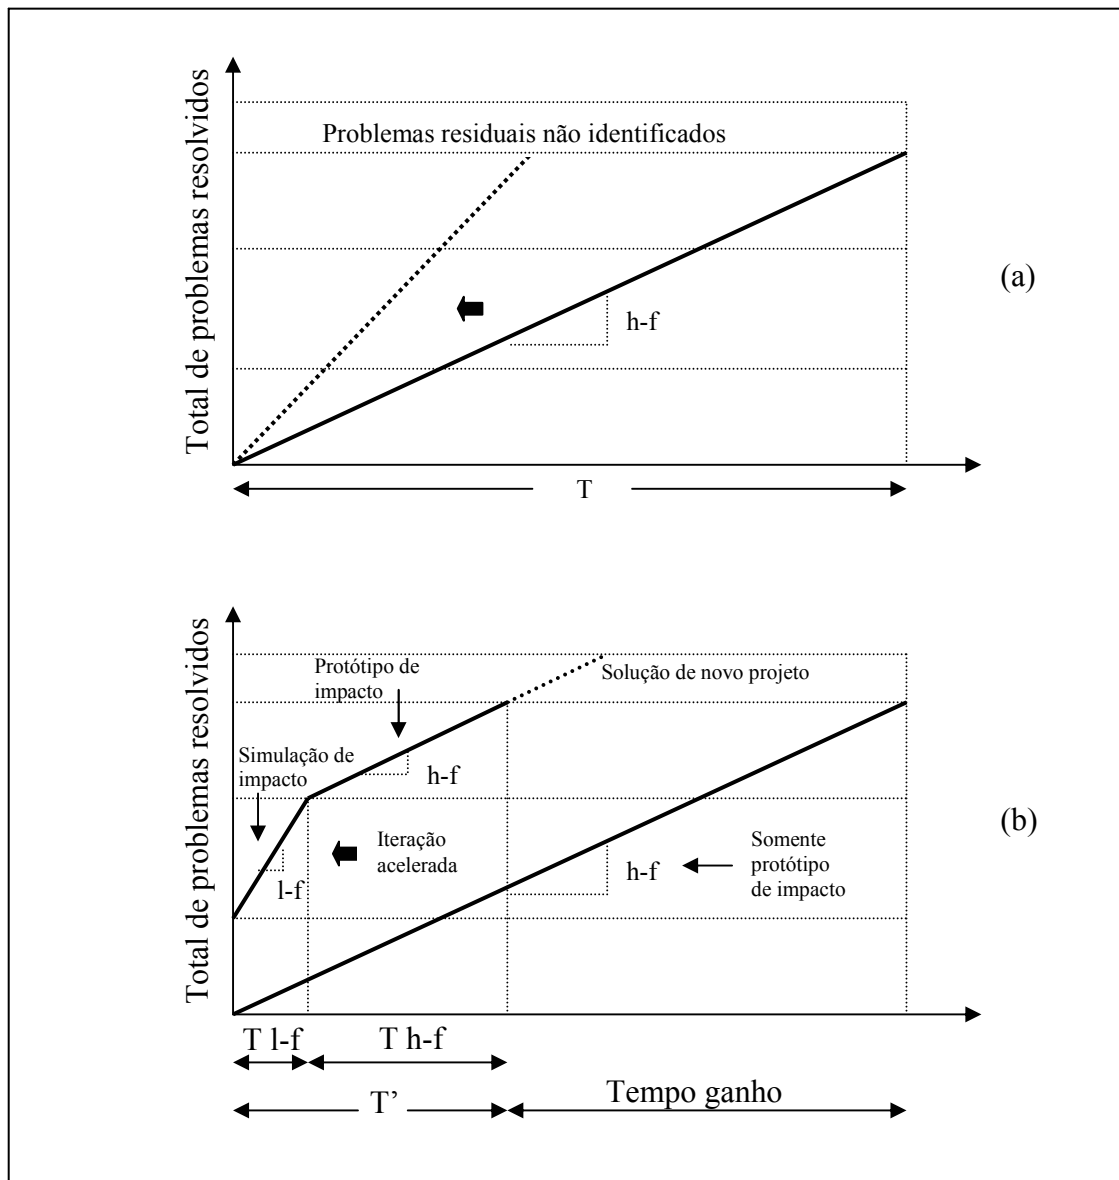 Total de problemas resolvidos
Problemas residuais não identificados
h-f
(a)
T
Total de problemas resolvidos
Protótipo de
impacto
Solução de novo projeto
Simulação de
impacto
h-f
l-f
Iteração
acelerada
h-f
Somente
protótipo
de impacto
(b)
T l-f
T h-f
T’
Tempo ganho